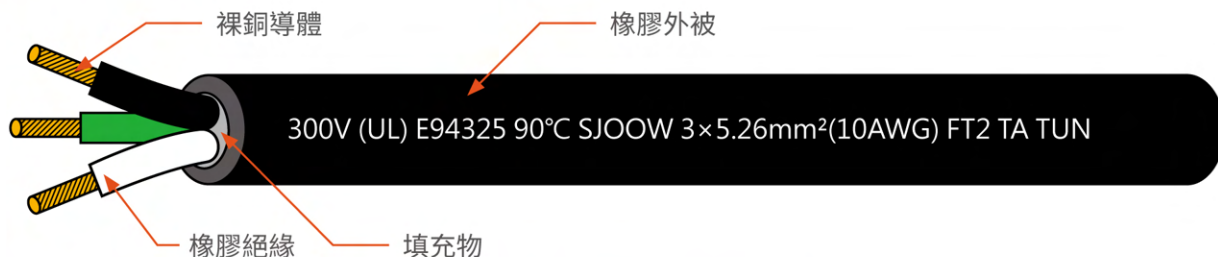 裸銅導體
橡膠外被
300V (UL) E94325 90℃ SJOOW 3×5.26mm²(10AWG) FT2 TA TUN
橡膠絕緣
填充物